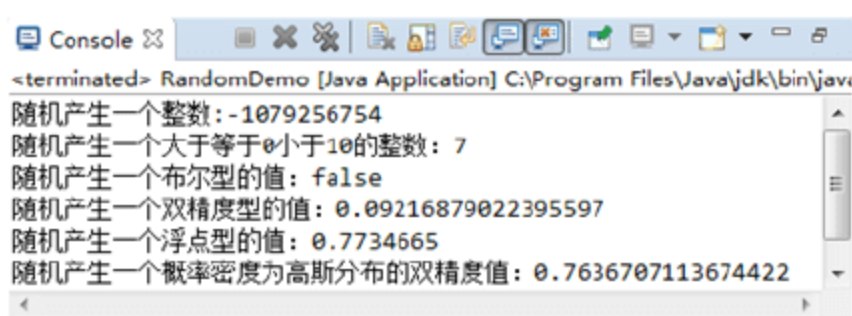 Console
<terminated> RandomDemo [Java Application] C:\Program Files\Java\jdk\bin\java
随机产生一个整数:-1079256754
随机产生一个大于等于0小于10的整数：7
随机产生一个布尔型的值：false
随机产生一个双精度型的值：0.09216879022395597
随机产生一个浮点型的值：0.7734665
随机产生一个概率密度为高斯分布的双精度值：0.7636707113674422